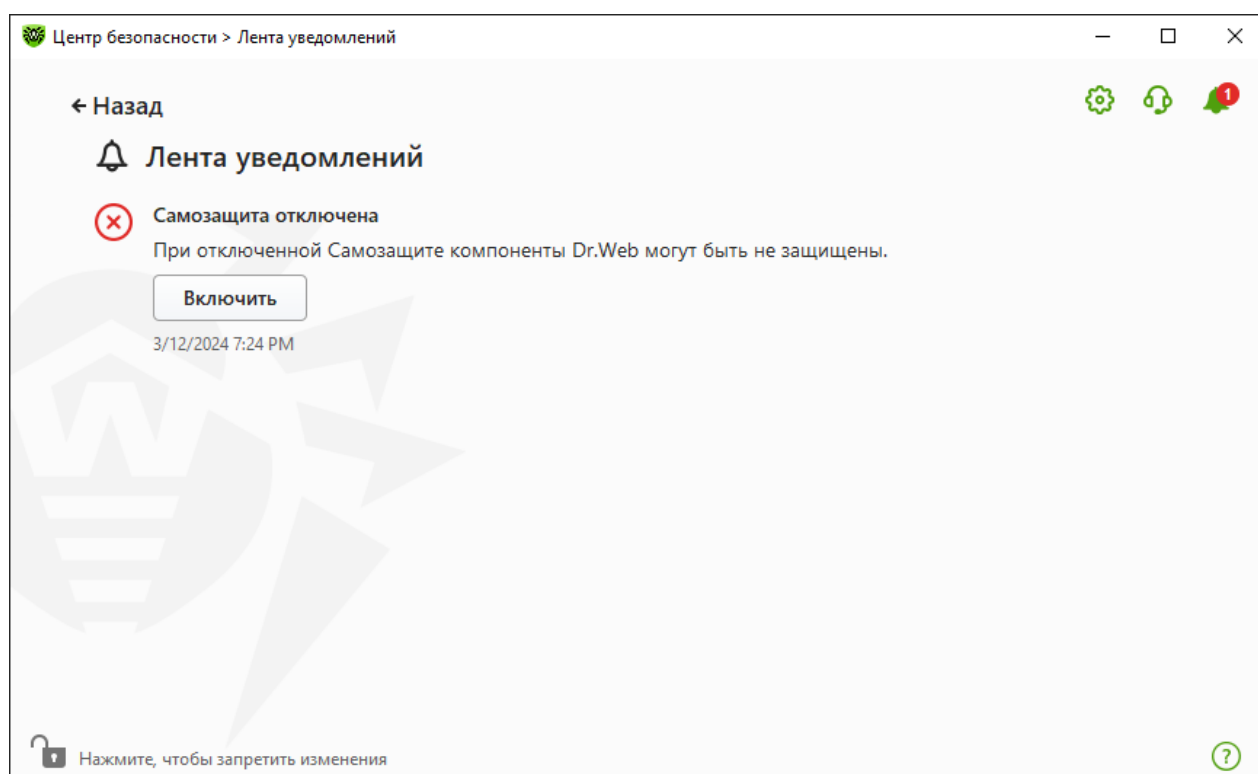 Центр безопасности > Лента уведомлений
← Назад
1
Лента уведомлений
Самозащита отключена
При отключенной Самозащите компоненты Dr.Web могут быть не защищены.
Включить
3/12/2024 7:24 PM
Нажмите, чтобы запретить изменения
?